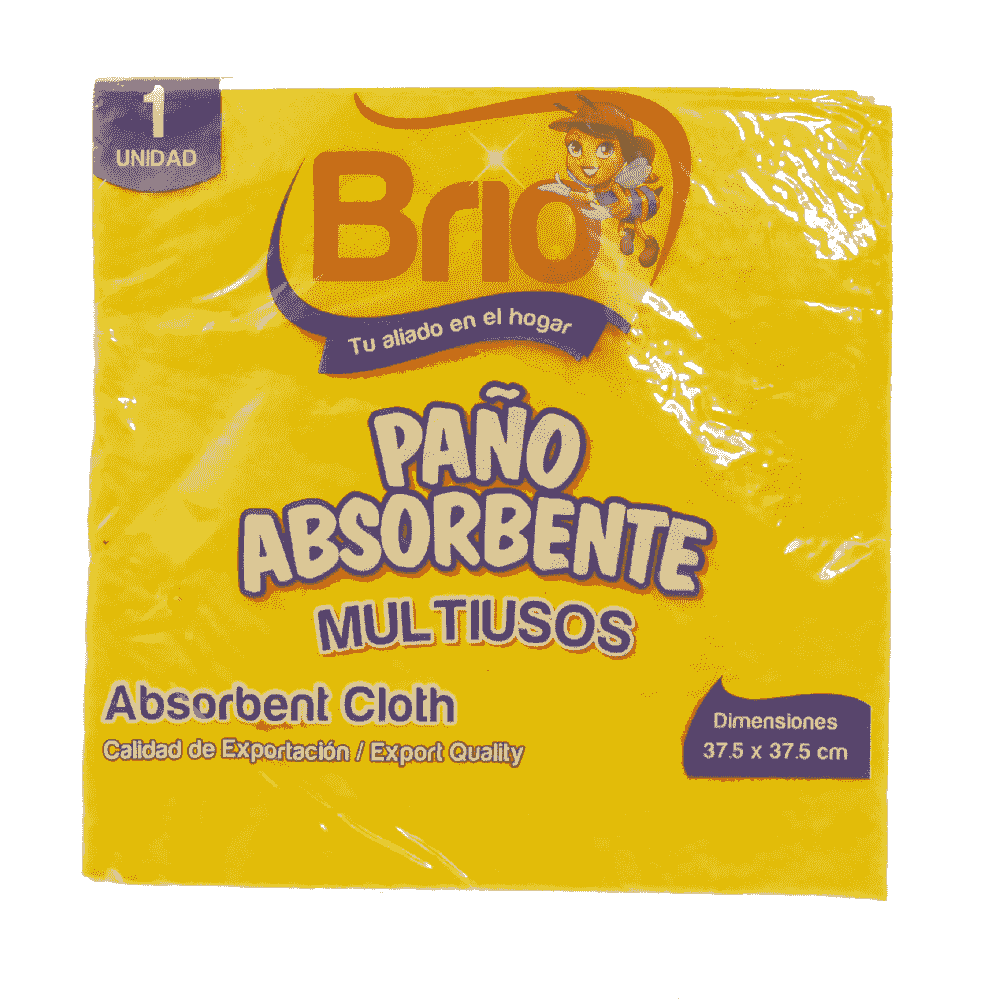 1
UNIDAD
Brio
Tu aliado en el hogar
PAÑO
ABSORBENTE
MULTIUSOS
Absorbent Cloth
Calidad de Exportación / Export Quality
Dimensiones
37.5 x 37.5 cm